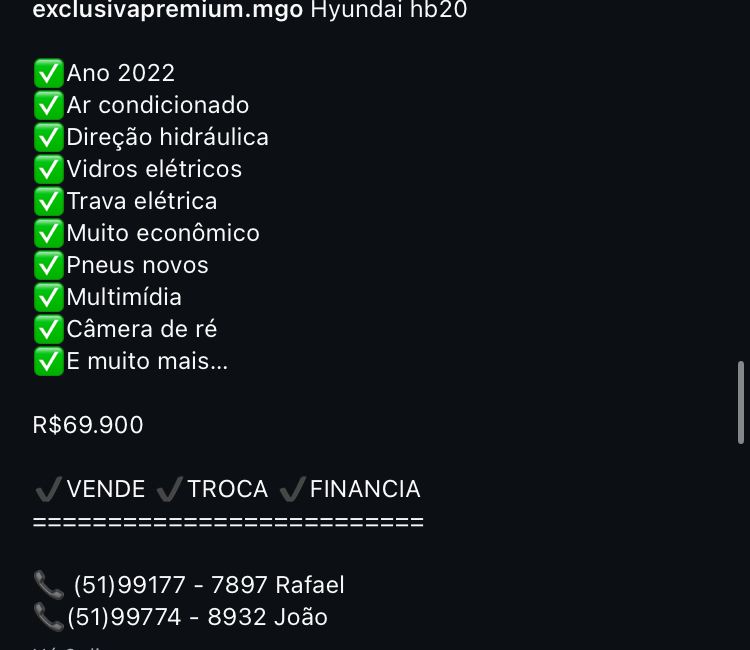 exclusivapremium.mgo Hyundai hb20
✅Ano 2022
✅Ar condicionado
✅Direção hidráulica
✅Vidros elétricos
✅Trava elétrica
✅Muito econômico
✅Pneus novos
✅Multimídia
✅Câmera de ré
✅E muito mais...
R$69.900
✔️VENDE ✔️TROCA ✔️FINANCIA
==========================
📞 (51)99177 - 7897 Rafael
📞(51)99774 - 8932 João